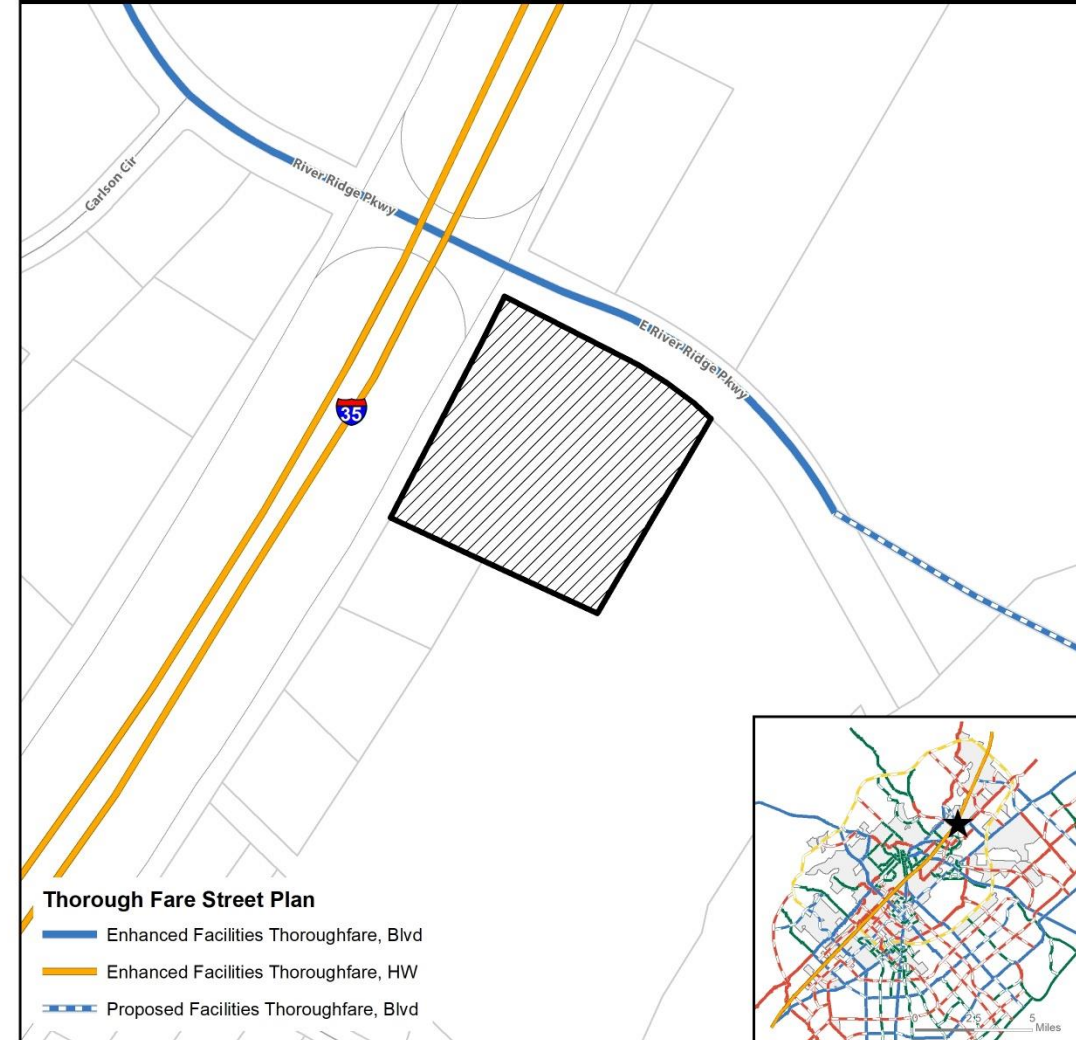 Carlson Cir
River Ridge Pkwy
E River Ridge Pkwy
35
Thorough Fare Street Plan
Enhanced Facilities Thoroughfare, Blvd
Enhanced Facilities Thoroughfare, HW
Proposed Facilities Thoroughfare, Blvd
0 2.5 5
Miles